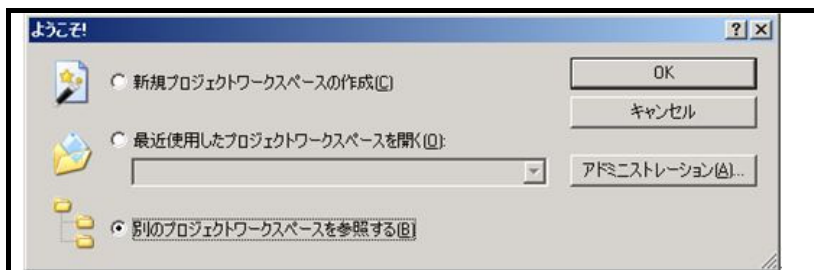 ようこそ!
新規プロジェクトワークスペースの作成(C)
OK
キャンセル
最近使用したプロジェクトワークスペースを開く(O):
アドミニストレーション(A)...
別のプロジェクトワークスペースを参照する(B)